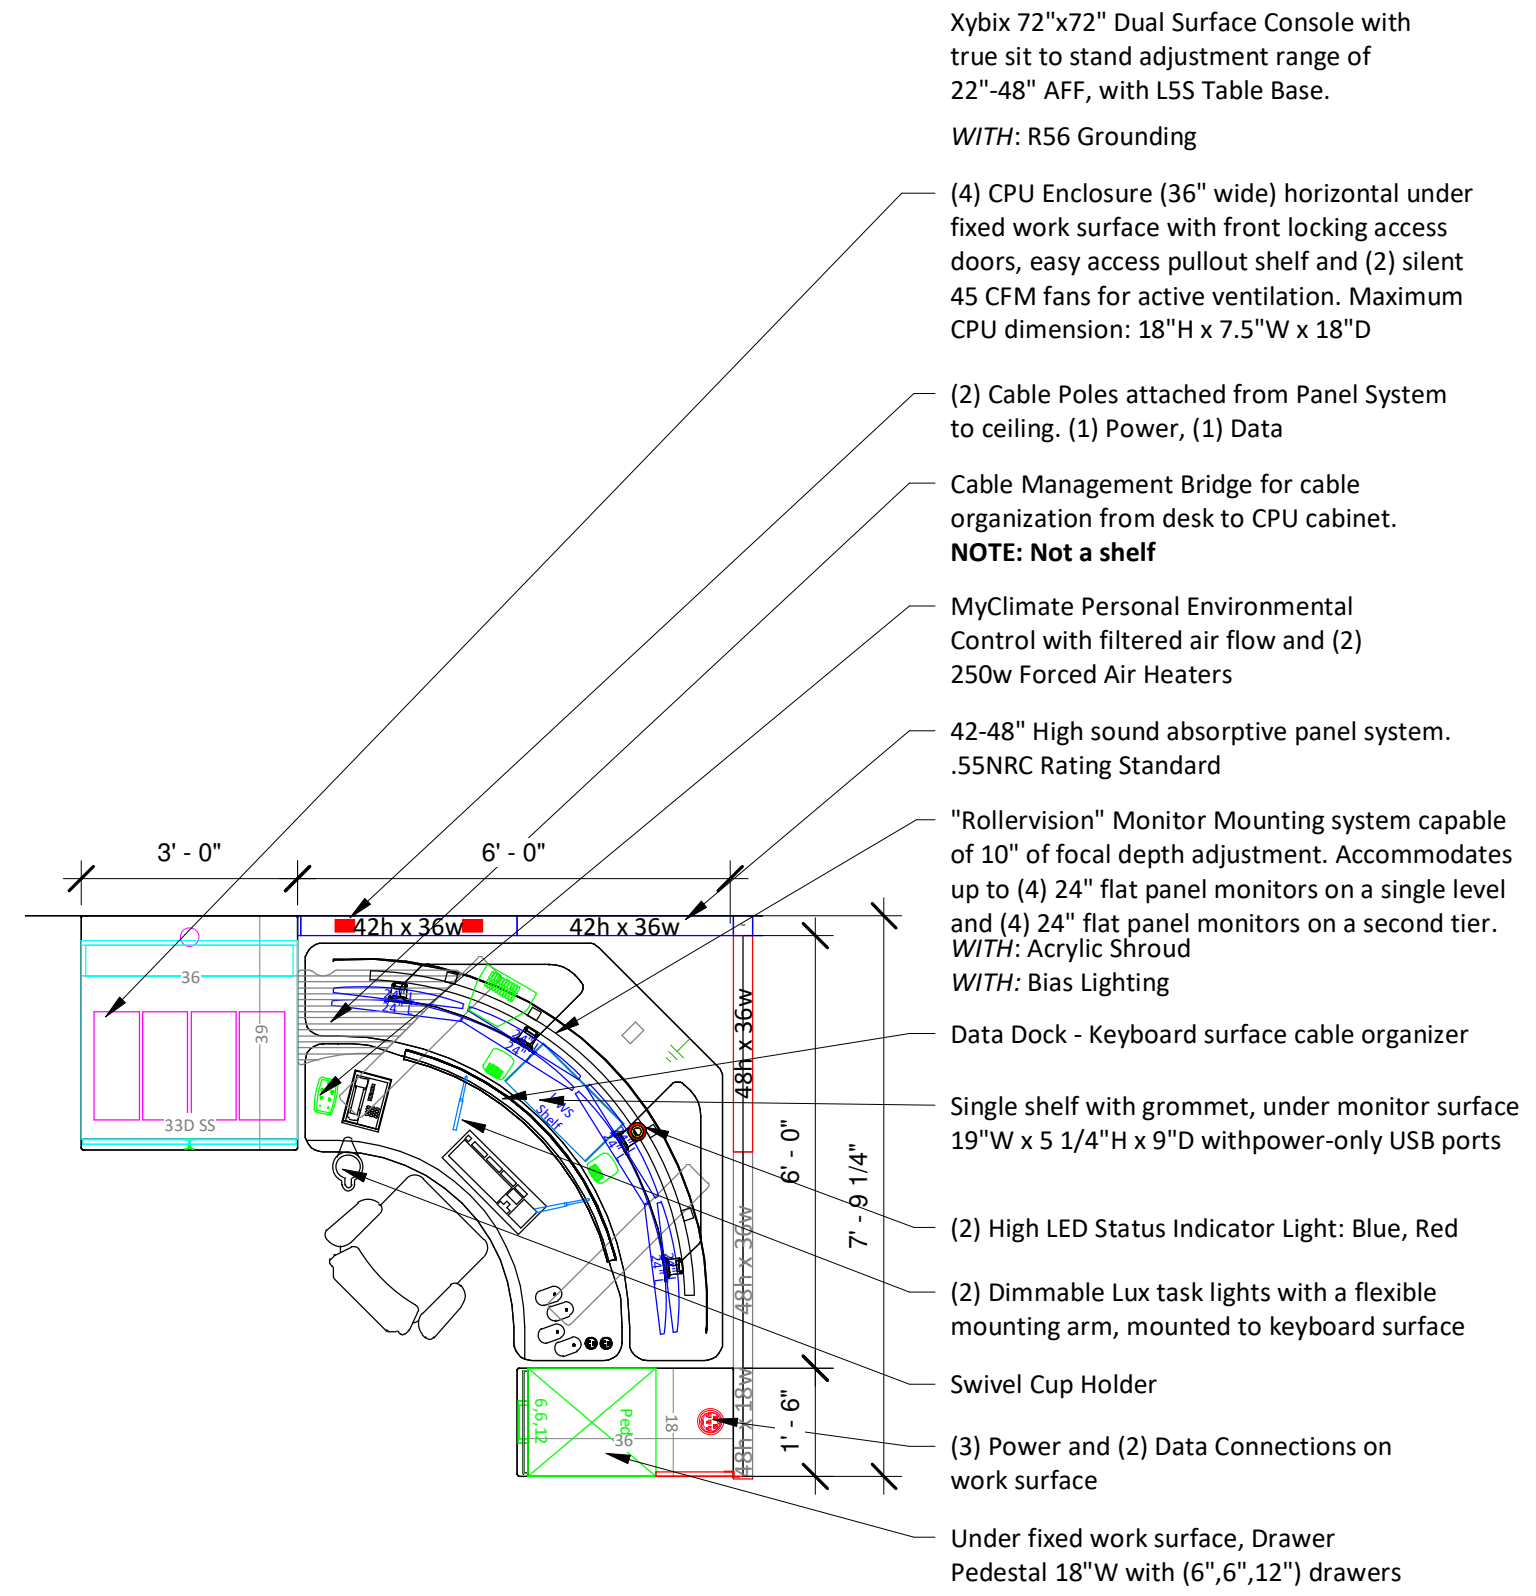 Xybix 72"x72" Dual Surface Console with
true sit to stand adjustment range of
22"-48" AFF, with L5S Table Base.
WITH: R56 Grounding
(4) CPU Enclosure (36" wide) horizontal under
fixed work surface with front locking access
doors, easy access pullout shelf and (2) silent
45 CFM fans for active ventilation. Maximum
CPU dimension: 18"H x 7.5"W x 18"D
(2) Cable Poles attached from Panel System
to ceiling. (1) Power, (1) Data
Cable Management Bridge for cable
organization from desk to CPU cabinet.
NOTE: Not a shelf
MyClimate Personal Environmental
Control with filtered air flow and (2)
250w Forced Air Heaters
42-48" High sound absorptive panel system.
.55NRC Rating Standard
"Rollervision" Monitor Mounting system capable
of 10" of focal depth adjustment. Accommodates
up to (4) 24" flat panel monitors on a single level
and (4) 24" flat panel monitors on a second tier.
WITH: Acrylic Shroud
WITH: Bias Lighting
Data Dock - Keyboard surface cable organizer
Single shelf with grommet, under monitor surface
19"W x 5 1/4"H x 9"D withpower-only USB ports
(2) High LED Status Indicator Light: Blue, Red
(2) Dimmable Lux task lights with a flexible
mounting arm, mounted to keyboard surface
Swivel Cup Holder
(3) Power and (2) Data Connections on
work surface
Under fixed work surface, Drawer
Pedestal 18"W with (6",6",12") drawers
3' - 0"
6' - 0"
42h x 36w
42h x 36w
36
39
33D SS
24"
24"
24"
24"
24"
24"
24"
24"
Shelf
48h x 36w
48h x 36w
48h x 18w
6' - 0"
7' - 9 1/4"
1' - 6"
6,6,12
Ped
36
18